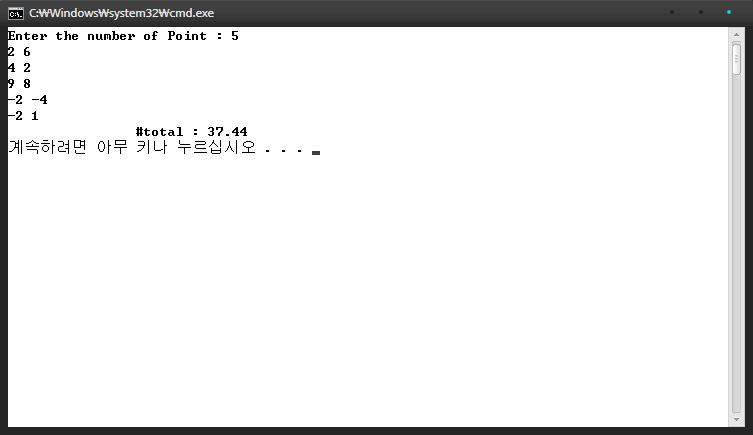 C:₩Windows₩system32₩cmd.exe
Enter the number of Point : 5
2 6
4 2
9 8
-2 -4
-2 1
#total : 37.44
계속하려면 아무 키나 누르십시오 . . .